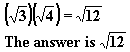 (√3)(√4) = √12
The answer is √12